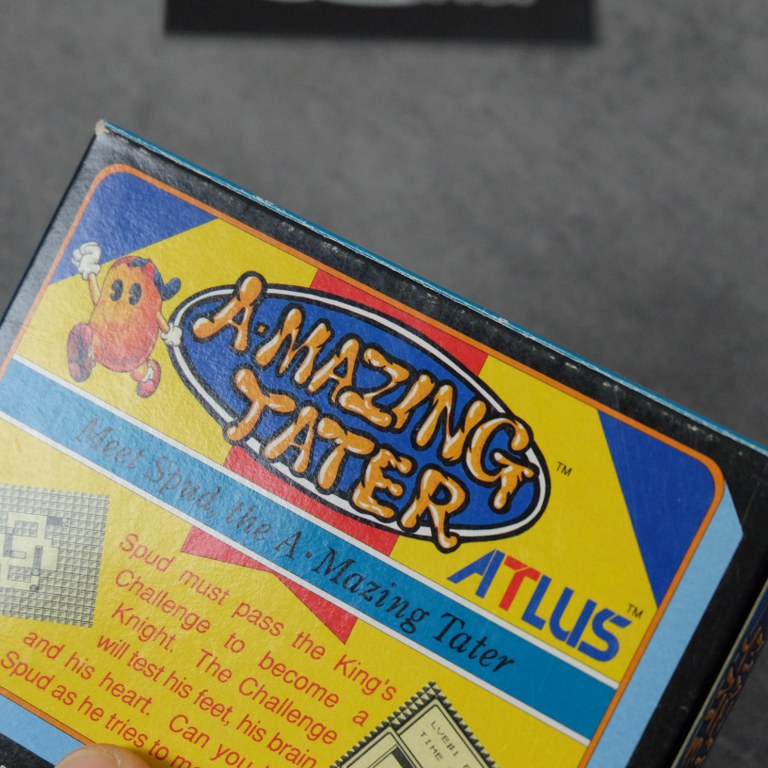 A·MAZING
TATER
TM
Meet Spud, the A·Mazing Tater
ATLUS
TM
Spud must pass the King's
Challenge to become a
Knight. The Challenge
will test his feet, his brain
and his heart. Can you
Spud as he tries to
TIME